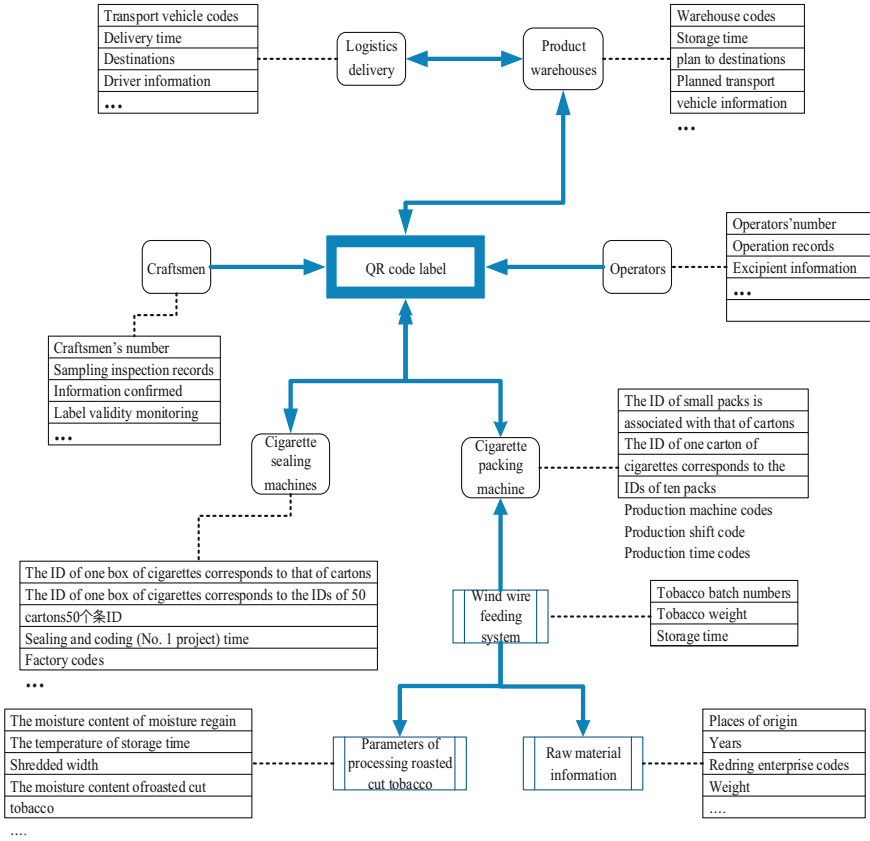 Transport vehicle codes
Delivery time
Destinations
Driver information
...
Logistics
delivery
Product
warehouses
Warehouse codes
Storage time
plan to destinations
Planned transport
vehicle information
...
Craftsmen
QR code label
Operators
Operators'number
Operation records
Excipient information
...
Craftsmen's number
Sampling inspection records
Information confirmed
Label validity monitoring
...
Cigarette
sealing
machines
Cigarette
packing
machine
The ID of small packs is
associated with that of cartons
The ID of one carton of
cigarettes corresponds to the
IDs of ten packs
Production machine codes
Production shift code
Production time codes
The ID of one box of cigarettes corresponds to that of cartons
The ID of one box of cigarettes corresponds to the IDs of 50
cartons50个条ID
Sealing and coding (No. 1 project) time
Factory codes
...
Wind wire
feeding
system
Tobacco batch numbers
Tobacco weight
Storage time
The moisture content of moisture regain
The temperature of storage time
Shredded width
The moisture content ofroasted cut
tobacco
....
Parameters of
processing roasted
cut tobacco
Raw material
information
Places of origin
Years
Redring enterprise codes
Weight
....